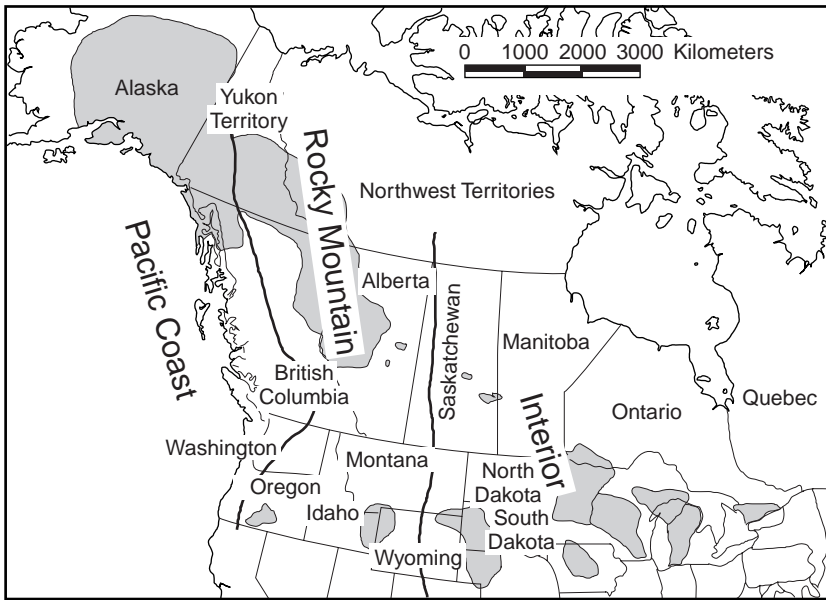 0 1000 2000 3000 Kilometers
Alaska
Yukon
Territory
Rocky Mountain
Northwest Territories
Pacific Coast
Alberta
Saskatchewan
Manitoba
British
Columbia
Interior
Ontario
Quebec
Washington
Montana
North
Dakota
Oregon
Idaho
South
Dakota
Wyoming